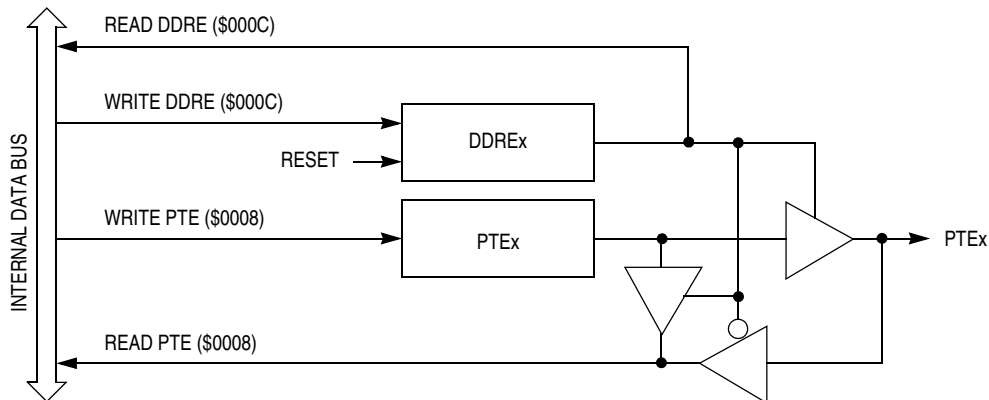 READ DDRE ($000C)
WRITE DDRE ($000C)
DDREx
RESET
WRITE PTE ($0008)
PTEx
PTEx
READ PTE ($0008)
INTERNAL DATA BUS